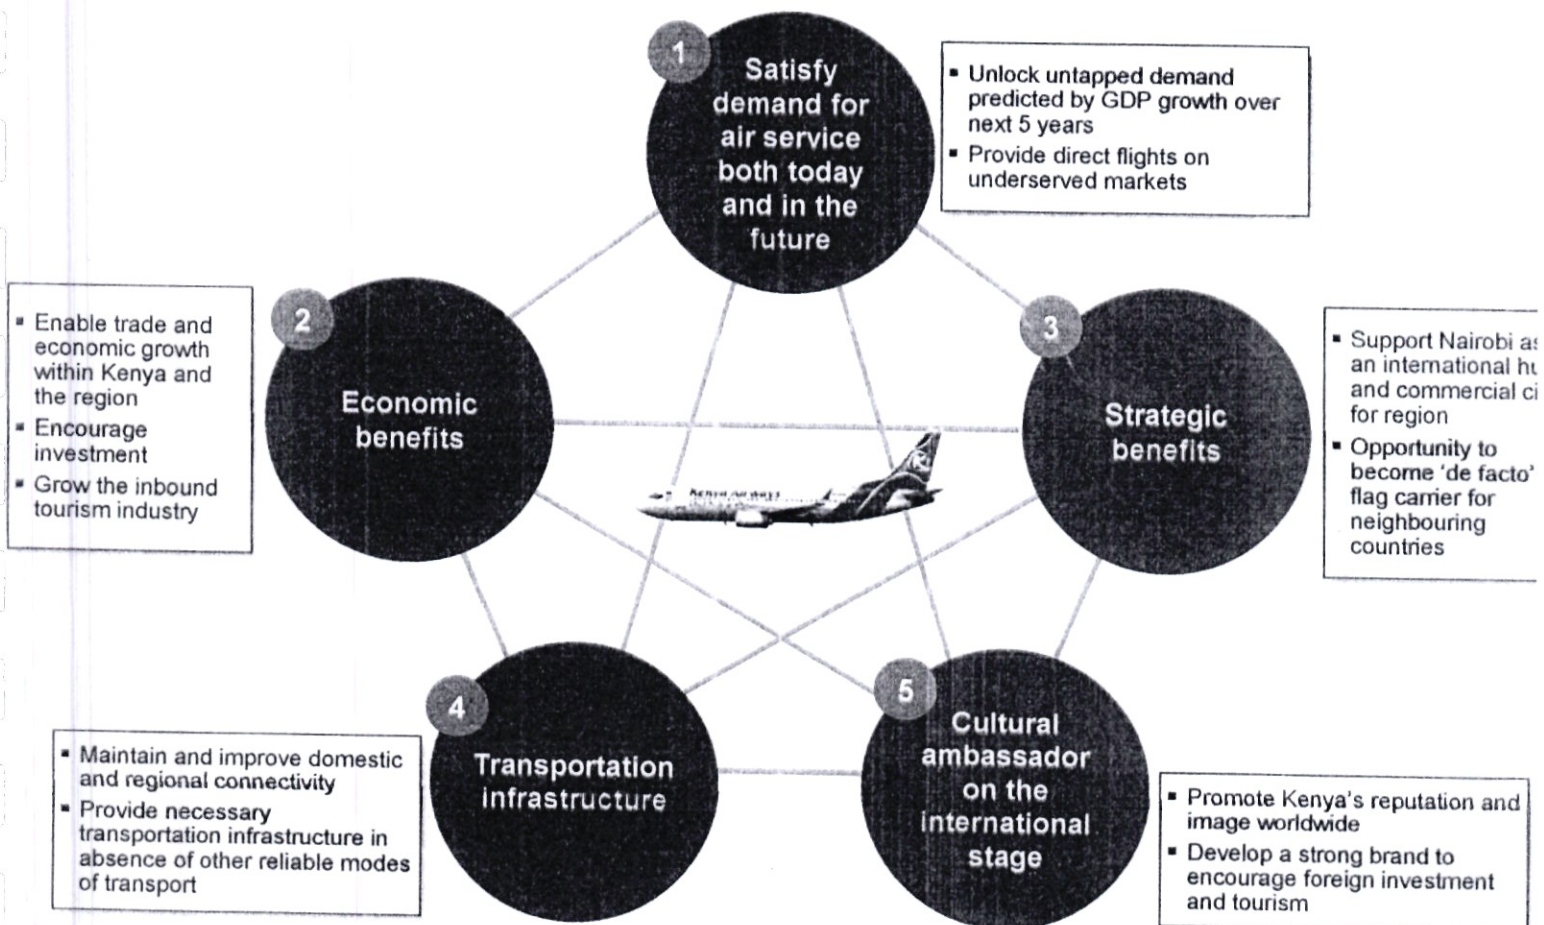 1
Satisfy
demand for
air service
both today
and in the
future
▪ Unlock untapped demand
predicted by GDP growth over
next 5 years
▪ Provide direct flights on
underserved markets
2
Economic
benefits
▪ Enable trade and
economic growth
within Kenya and
the region
▪ Encourage
investment
▪ Grow the inbound
tourism industry
3
Strategic
benefits
▪ Support Nairobi as
an international
and commercial
for region
▪ Opportunity to
become 'de facto'
flag carrier for
neighbouring
countries
Kenya Airways
4
Transportation
infrastructure
▪ Maintain and improve domestic
and regional connectivity
▪ Provide necessary
transportation infrastructure in
absence of other reliable modes
of transport
5
Cultural
ambassador
on the
international
stage
▪ Promote Kenya's reputation and
image worldwide
▪ Develop a strong brand to
encourage foreign investment
and tourism